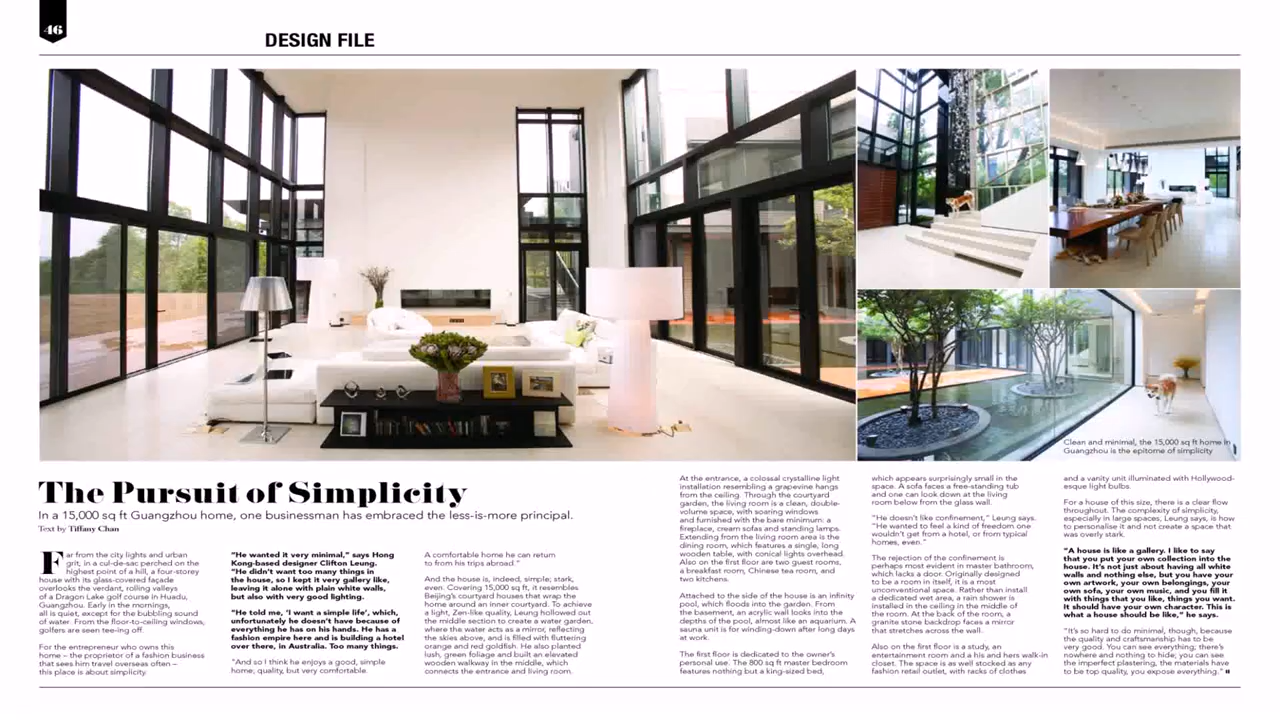 46
DESIGN FILE
Clean and minimal, the 15,000 sq ft home in
Guangzhou is the epitome of simplicity
The Pursuit of Simplicity
In a 15,000 sq ft Guangzhou home, one businessman has embraced the less-is-more principal.
Text by Tiffany Chan
Far from the city lights and urban
grit, in a cul-de-sac perched on the
highest point of a hill, a four-storey
house with its glass-covered façade
overlooks the verdant, rolling valleys
of a Dragon Lake golf course in Huadu,
Guangzhou. Early in the mornings,
all is quiet, except for the bubbling sound
of water. From the floor-to-ceiling windows,
golfers are seen tee-ing off.
For the entrepreneur who owns this
home – the proprietor of a fashion business
that sees him travel overseas often –
this place is about simplicity.
"He wanted it very minimal," says Hong
Kong-based designer Clifton Leung.
"He didn't want too many things in
the house, so I kept it very gallery like,
leaving it alone with plain white walls,
but also with very good lighting.
"He told me, 'I want a simple life', which,
unfortunately he doesn't have because of
everything he has on his hands. He has a
fashion empire here and is building a hotel
over there, in Australia. Too many things.
"And so I think he enjoys a good, simple
home; quality, but very comfortable.
A comfortable home he can return
to from his trips abroad."
And the house is, indeed, simple; stark,
even. Covering 15,000 sq ft, it resembles
Beijing's courtyard houses that wrap the
home around an inner courtyard. To achieve
a lighter, Zen-like quality, Leung hollowed out
the middle section to create a water garden,
where the water acts as a mirror, reflecting
the skies above, and is filled with fluttering
orange and red goldfish. He also planted
lush, green foliage and built an elevated
wooden walkway in the middle, which
connects the entrance and living room.
At the entrance, a colossal crystalline light
installation resembling a grapevine hangs
from the ceiling. Through the courtyard
garden, the living room is a clean, double-
volume space, with soaring windows
and furnished with the bare minimum: a
fireplace, cream sofas and standing lamps.
Extending from the living room area is the
dining room, which features a single, long
wooden table, with conical lights overhead.
Also on the first floor are two guest rooms,
a breakfast room, Chinese tea room, and
two kitchens.
Attached to the side of the house is an infinity
pool, which floods into the garden. From
the basement, an acrylic wall looks into the
depths of the pool, almost like an aquarium. A
sauna unit is for winding-down after long days
at work.
The first floor is dedicated to the owner's
personal use. The 800 sq ft master bedroom
features nothing but a king-sized bed,
which appears surprisingly small in the
space. A sofa faces a free-standing tub
and one can look down at the living
room below from the glass wall.
"He doesn't like confinement," Leung says.
"He wanted to feel a kind of freedom one
wouldn't get from a hotel, or from typical
homes, even."
The rejection of the confinement is
perhaps most evident in master bathroom,
which lacks a door. Originally designed
to be a room in itself, it is a most
unconventional space. Rather than install
a dedicated wet area, a rain shower is
installed in the ceiling in the middle of
the room. At the back of the room, a
granite stone backdrop faces a mirror
that stretches across the wall.
Also on the first floor is a study, an
entertainment room and a his and hers walk-in
closet. The space is as well stocked as any
fashion retail outlet, with racks of clothes
and a vanity unit illuminated with Hollywood-
esque light bulbs.
For a house of this size, there is a clear flow
throughout. The complexity of simplicity,
especially in large spaces, Leung says, is how
to personalise it and not create a space that
was overly stark.
"A house is like a gallery. I like to say
that you put your own collection into the
house. It's not just about having all white
walls and nothing else, but you have your
own artwork, your own belongings, your
own sofa, your own music, and you fill it
with things that you like, things you want.
It should have your own character. This is
what a house should be like," he says.
"It's so hard to do minimal, though, because
the quality and craftsmanship has to be
very good. You can see everything; there's
nowhere and nothing to hide; you can see
the imperfect plastering, the materials have
to be top quality, you expose everything."